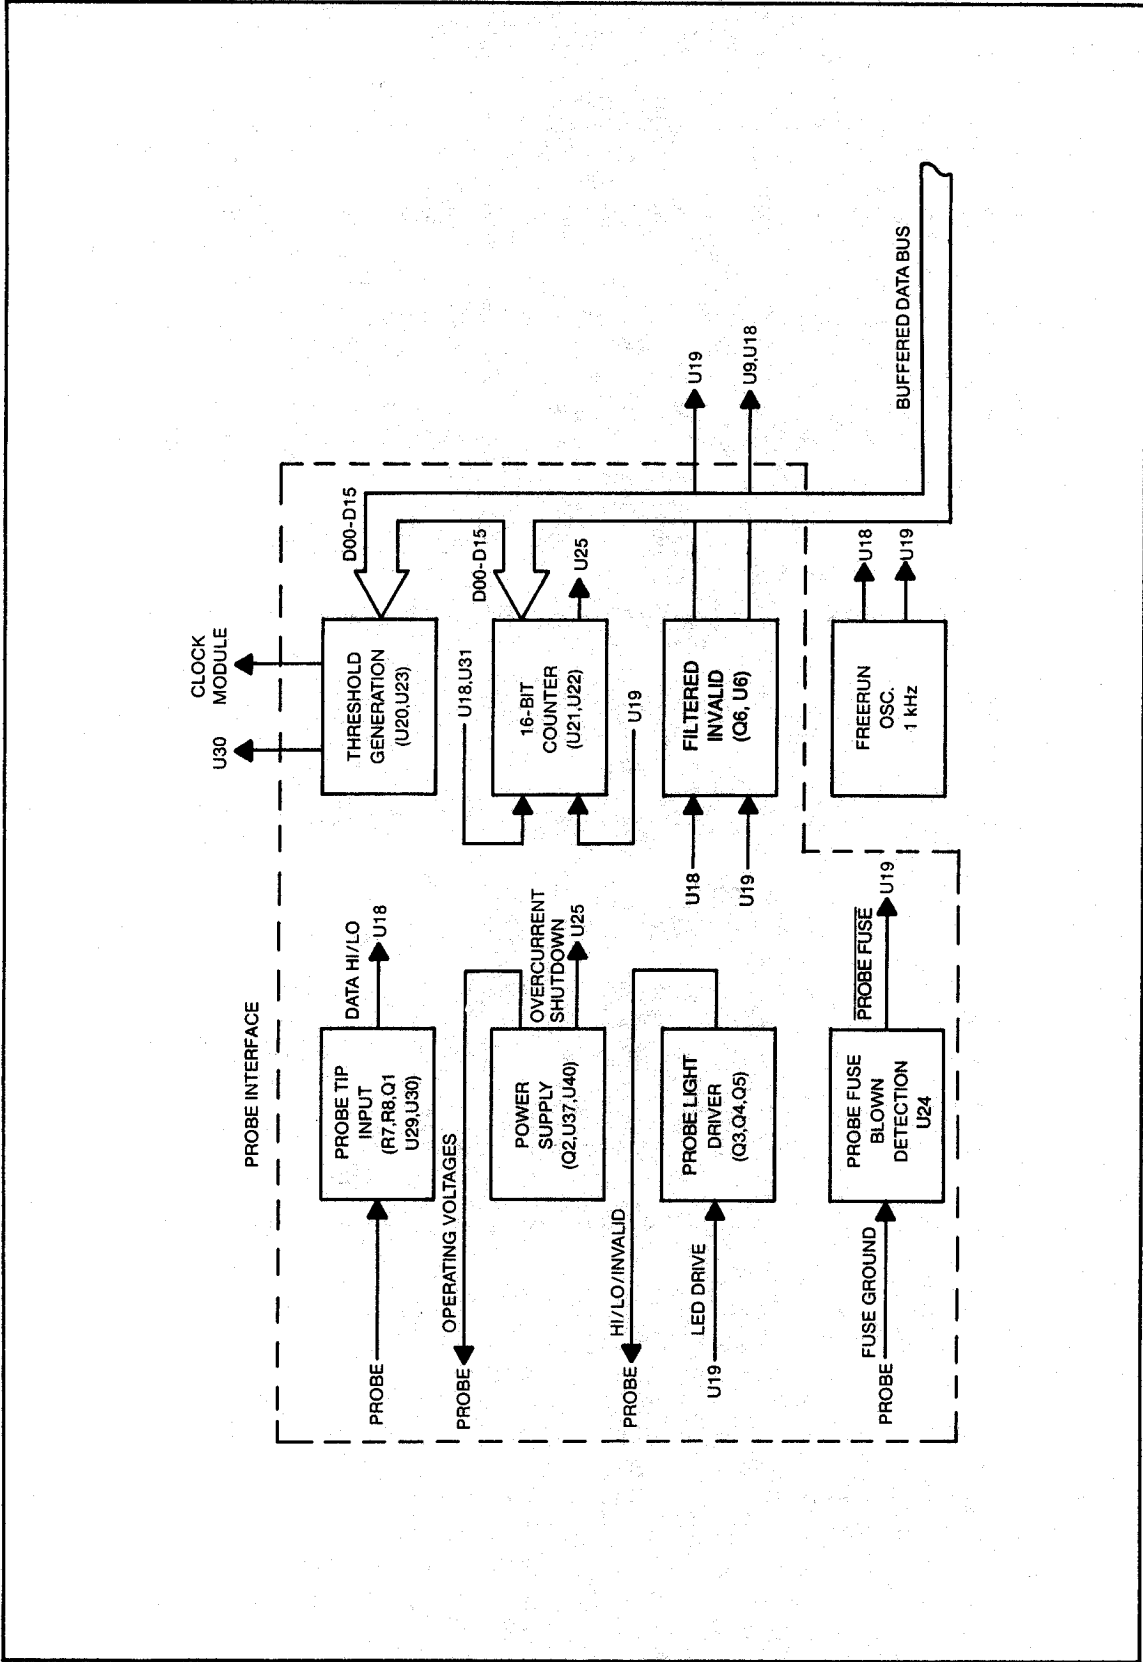 PROBE INTERFACE
PROBE
PROBE TIP
INPUT
(R7,R8,Q1
U29,U30)
DATA HI/LO
U18
PROBE
OPERATING VOLTAGES
POWER
SUPPLY
(Q2,U37,U40)
OVERCURRENT
SHUTDOWN
U25
PROBE
HI/LO/INVALID
U19
LED DRIVE
PROBE LIGHT
DRIVER
(Q3,Q4,Q5)
PROBE
FUSE GROUND
PROBE FUSE
BLOWN
DETECTION
U24
PROBE FUSE
U19
U30
CLOCK
MODULE
THRESHOLD
GENERATION
(U20,U23)
D00-D15
U18,U31
16-BIT
COUNTER
(U21,U22)
D00-D15
U25
U19
U18
U19
FILTERED
INVALID
(Q6, U6)
U19
U9,U18
FREERUN
OSC.
1 kHz
U18
U19
BUFFERED DATA BUS